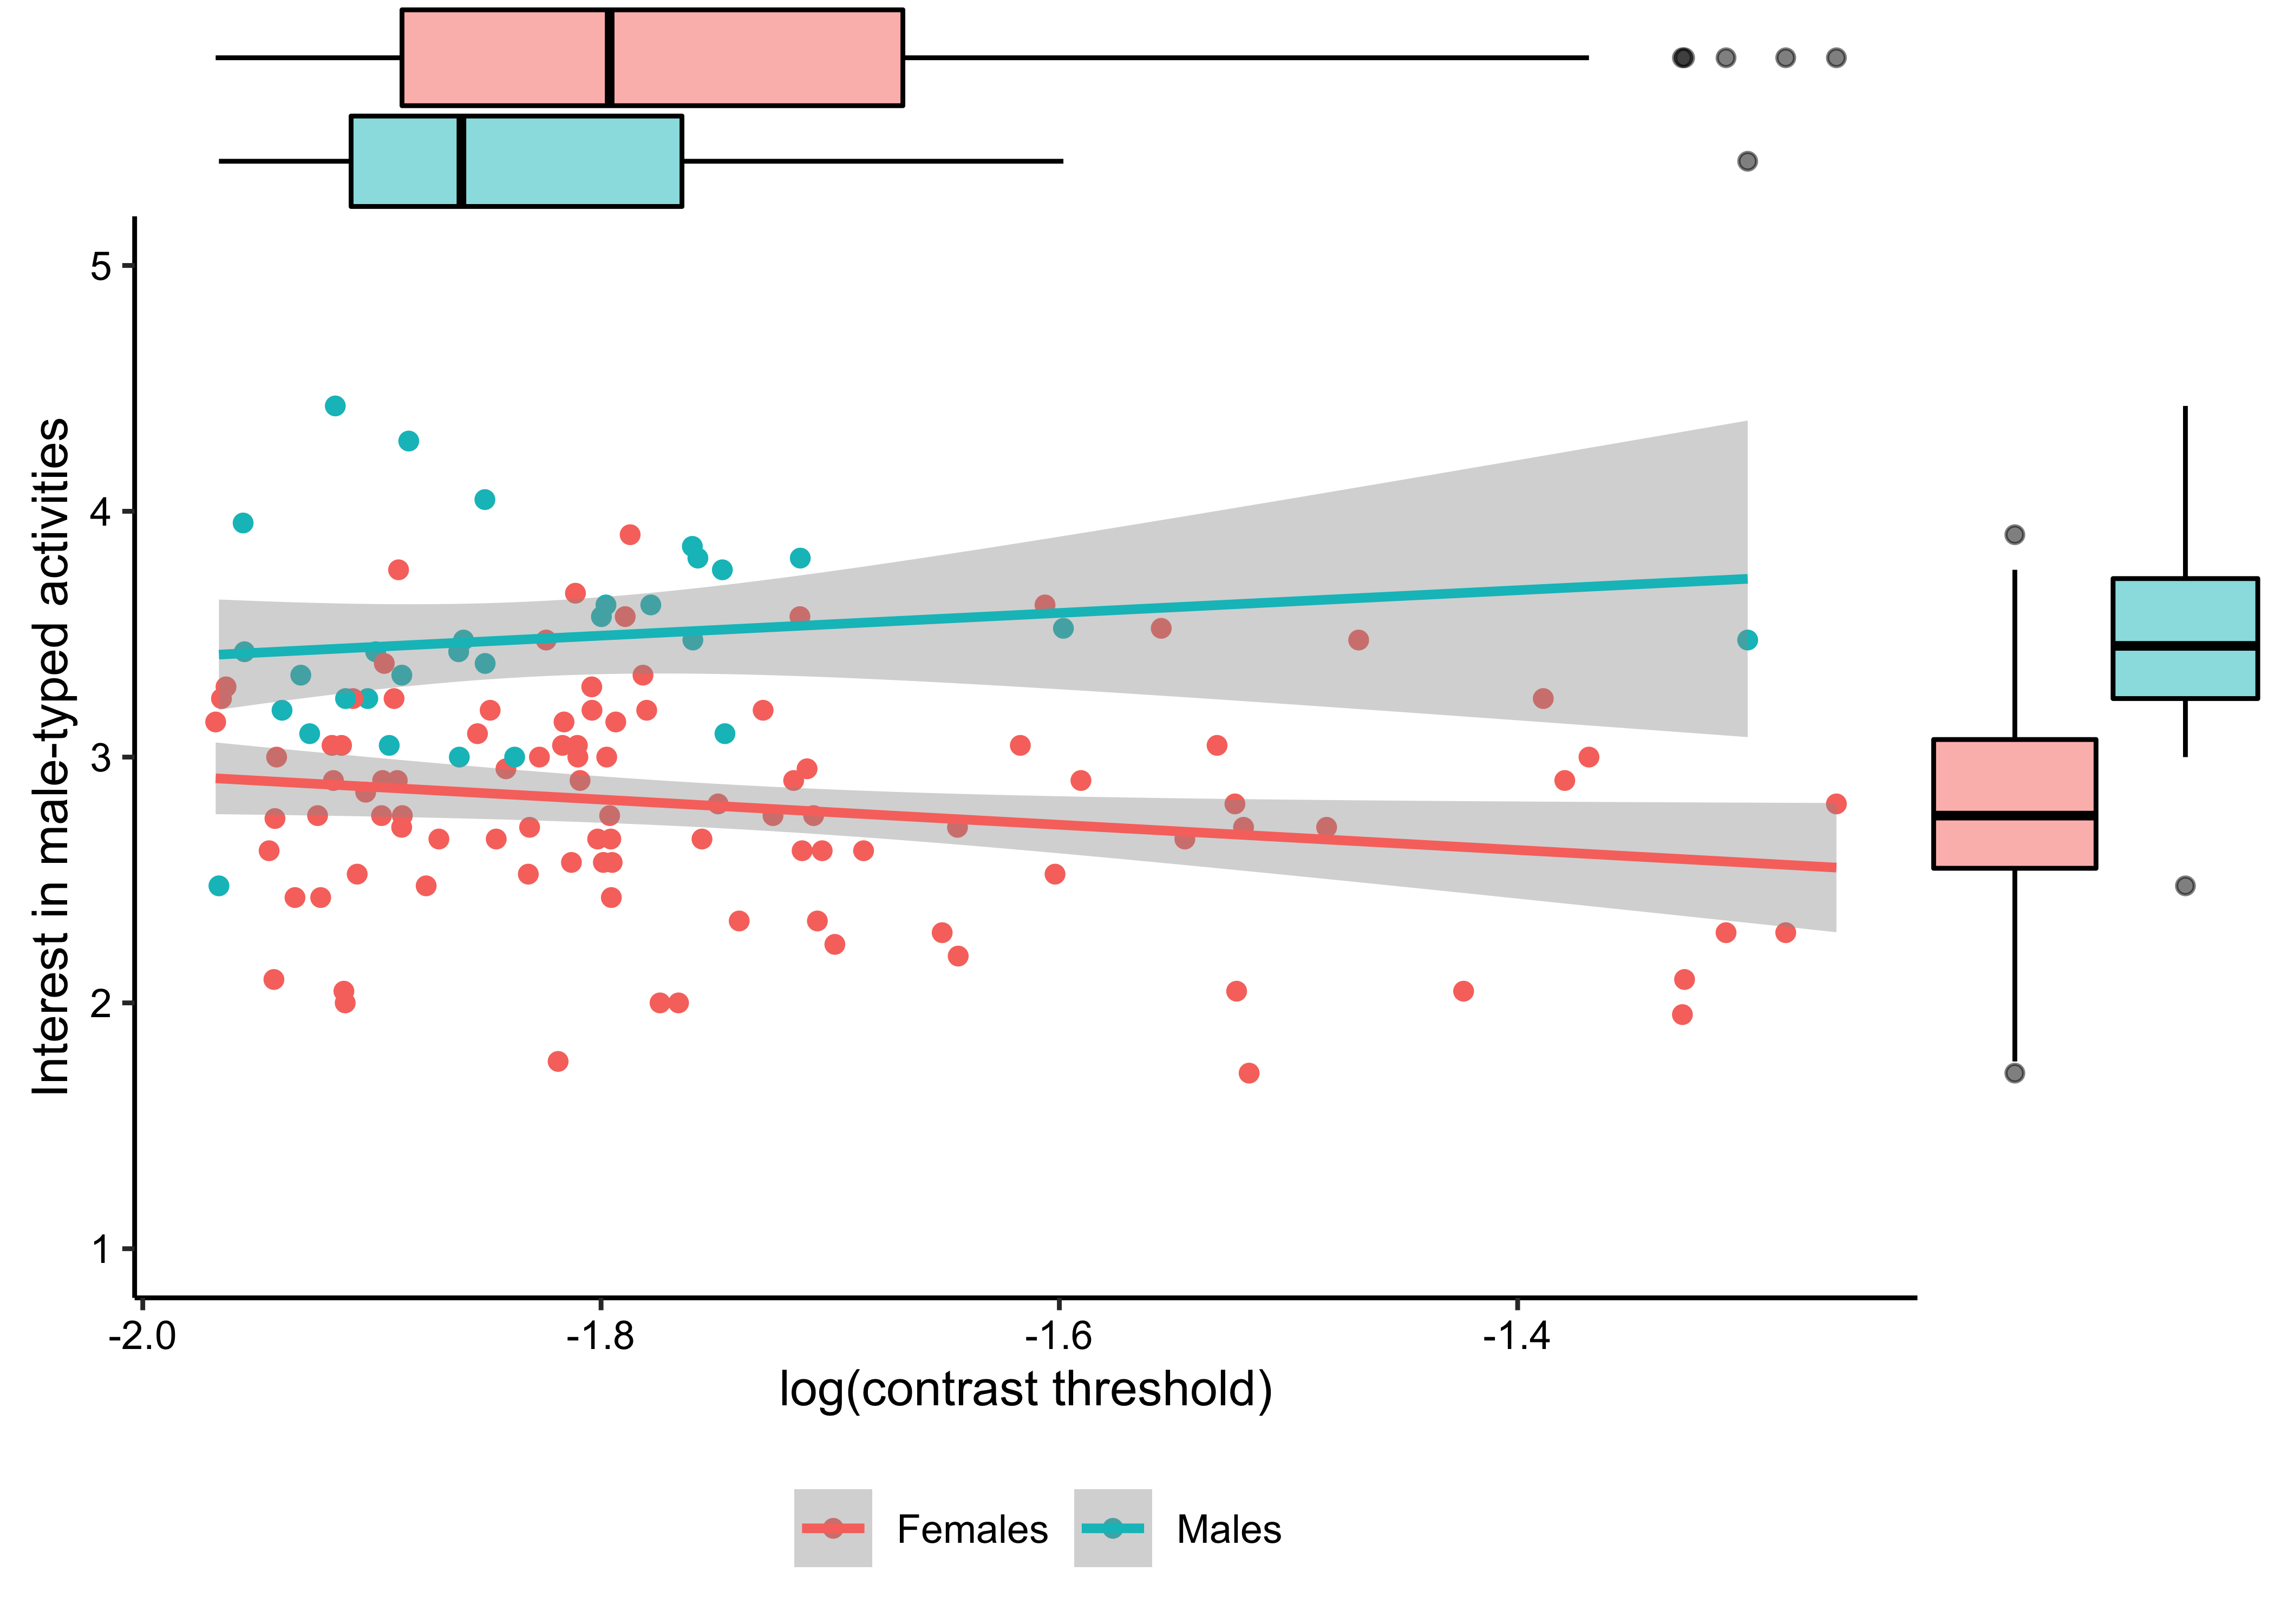 5
4
3
2
1
Interest in male-typed activities
-2.0 -1.8 -1.6 -1.4
log(contrast threshold)
Females Males